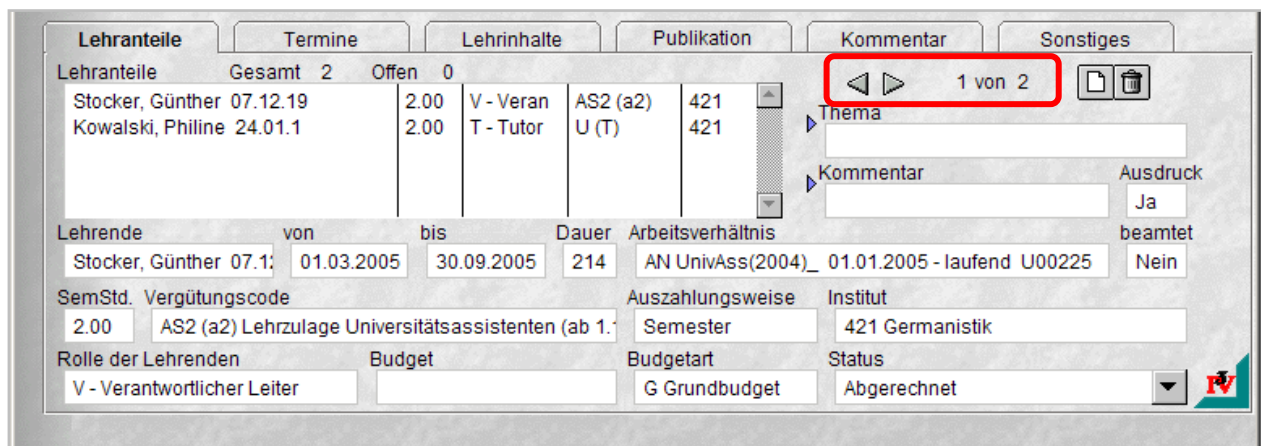 Lehranteile Termine Lehrinhalte Publikation Kommentar Sonstiges
Lehranteile Gesamt 2 Offen 0
1 von 2
Stocker, Günther 07.12.19 2.00 V - Veran AS2 (a2) 421
Kowalski, Philine 24.01.1 2.00 T - Tutor U (T) 421
Thema
Kommentar Ausdruck
Ja
Lehrende von bis Dauer Arbeitsverhältnis beamtet
Stocker, Günther 07.12 01.03.2005 30.09.2005 214 AN UnivAss(2004)_ 01.01.2005 - laufend U00225 Nein
SemStd. Vergütungscode Auszahlungsweise Institut
2.00 AS2 (a2) Lehrzulage Universitätsassistenten (ab 1. Semester 421 Germanistik
Rolle der Lehrenden Budget Budgetart Status
V - Verantwortlicher Leiter G Grundbudget Abgerechnet